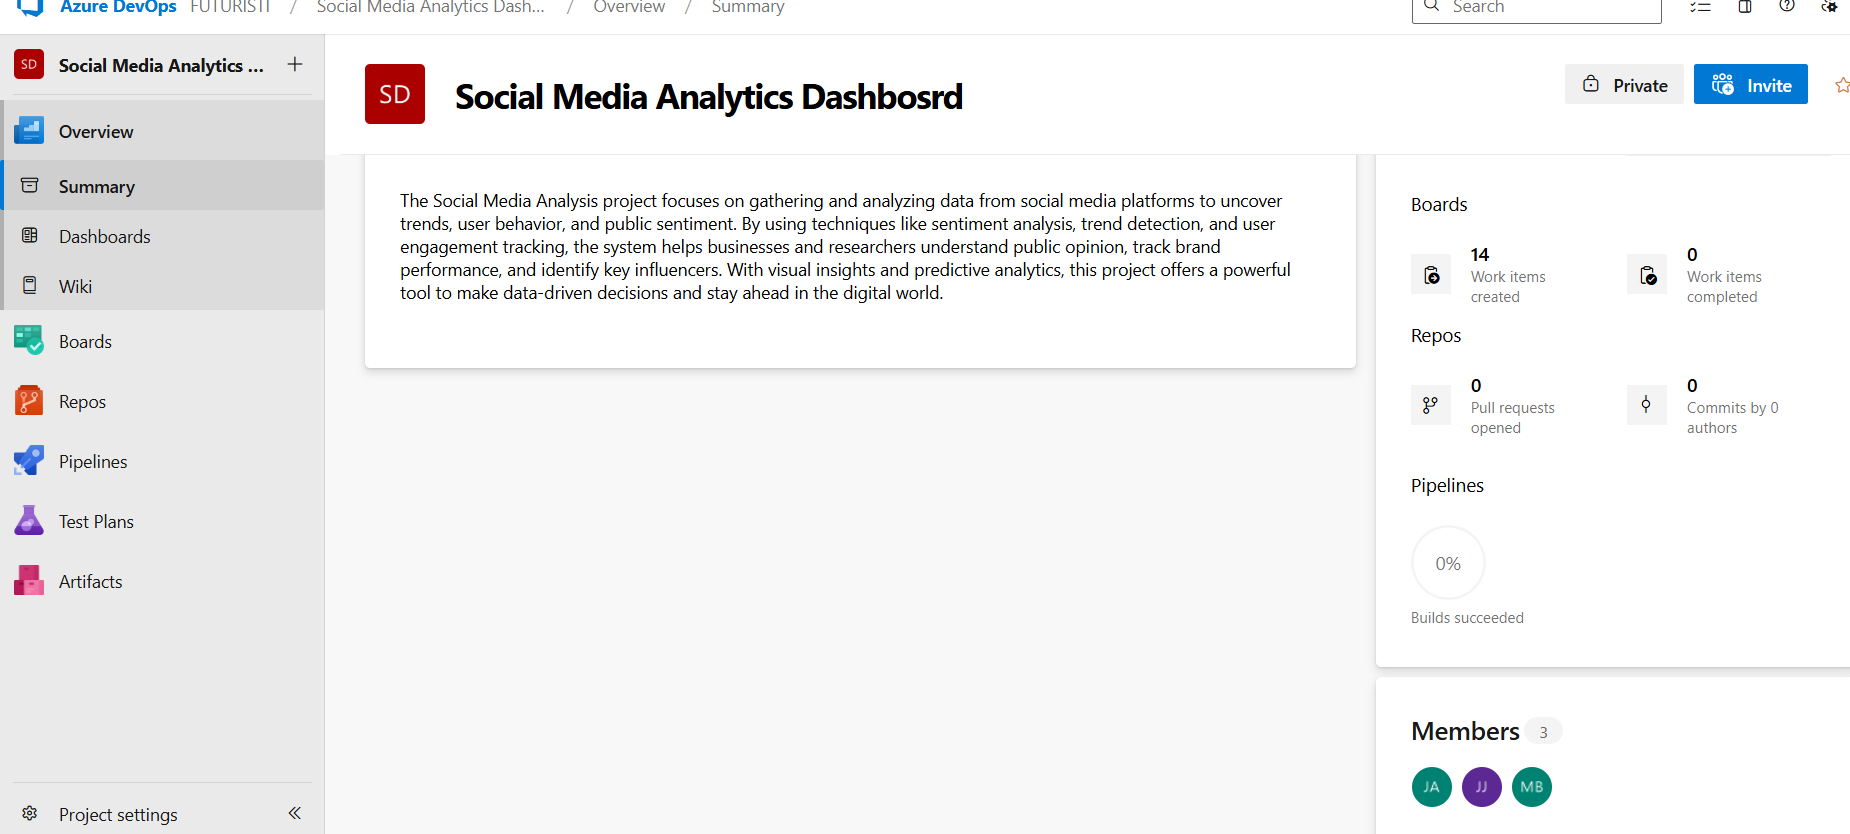 Azure DevOps FUTURISTI / Social Media Analytics Dash... / Overview / Summary
Search
SD Social Media Analytics ...
Overview
Summary
Dashboards
Wiki
Boards
Repos
Pipelines
Test Plans
Artifacts
Project settings
SD Social Media Analytics Dashbosrd
Private
Invite
The Social Media Analysis project focuses on gathering and analyzing data from social media platforms to uncover
trends, user behavior, and public sentiment. By using techniques like sentiment analysis, trend detection, and user
engagement tracking, the system helps businesses and researchers understand public opinion, track brand
performance, and identify key influencers. With visual insights and predictive analytics, this project offers a powerful
tool to make data-driven decisions and stay ahead in the digital world.
Boards
14
Work items
created
0
Work items
completed
Repos
0
Pull requests
opened
0
Commits by 0
authors
Pipelines
0%
Builds succeeded
Members 3
JA JJ MB